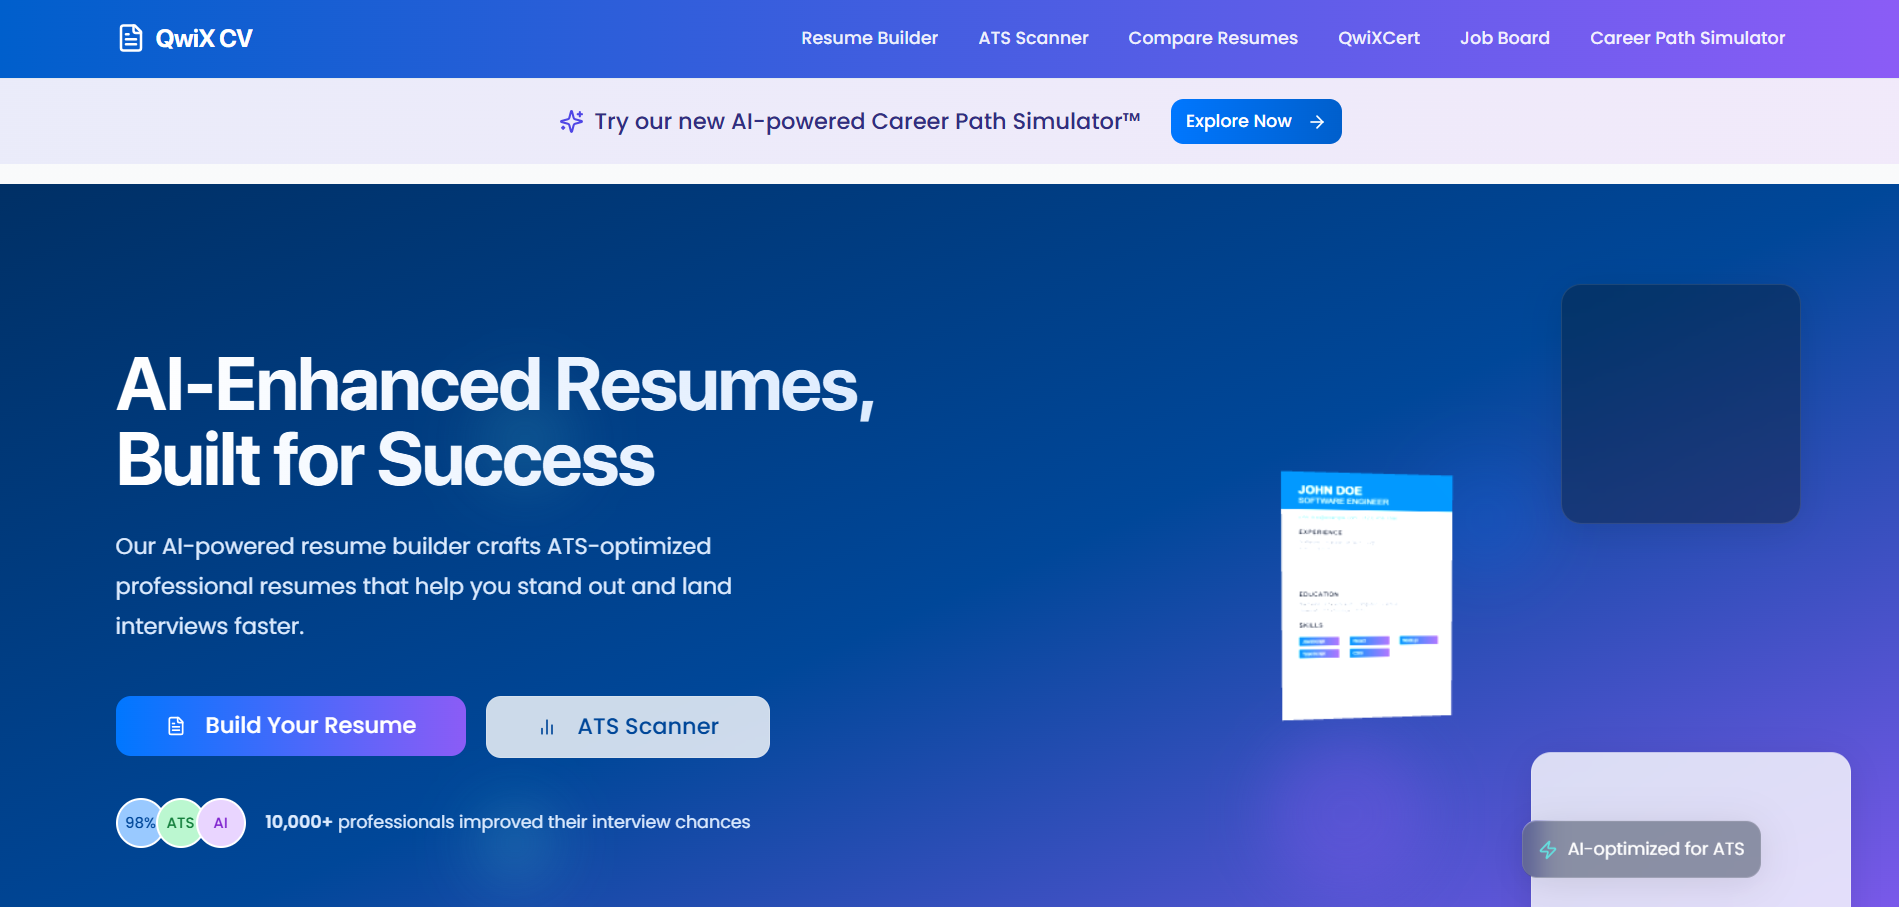 QwiX CV
Resume Builder
ATS Scanner
Compare Resumes
QwiXCert
Job Board
Career Path Simulator
Try our new AI-powered Career Path Simulator™
Explore Now
AI-Enhanced Resumes,
Built for Success
Our AI-powered resume builder crafts ATS-optimized
professional resumes that help you stand out and land
interviews faster.
Build Your Resume
ATS Scanner
98%
ATS
AI
10,000+ professionals improved their interview chances
JOHN DOE
SOFTWARE ENGINEER
EXPERIENCE
EDUCATION
SKILLS
AI-optimized for ATS